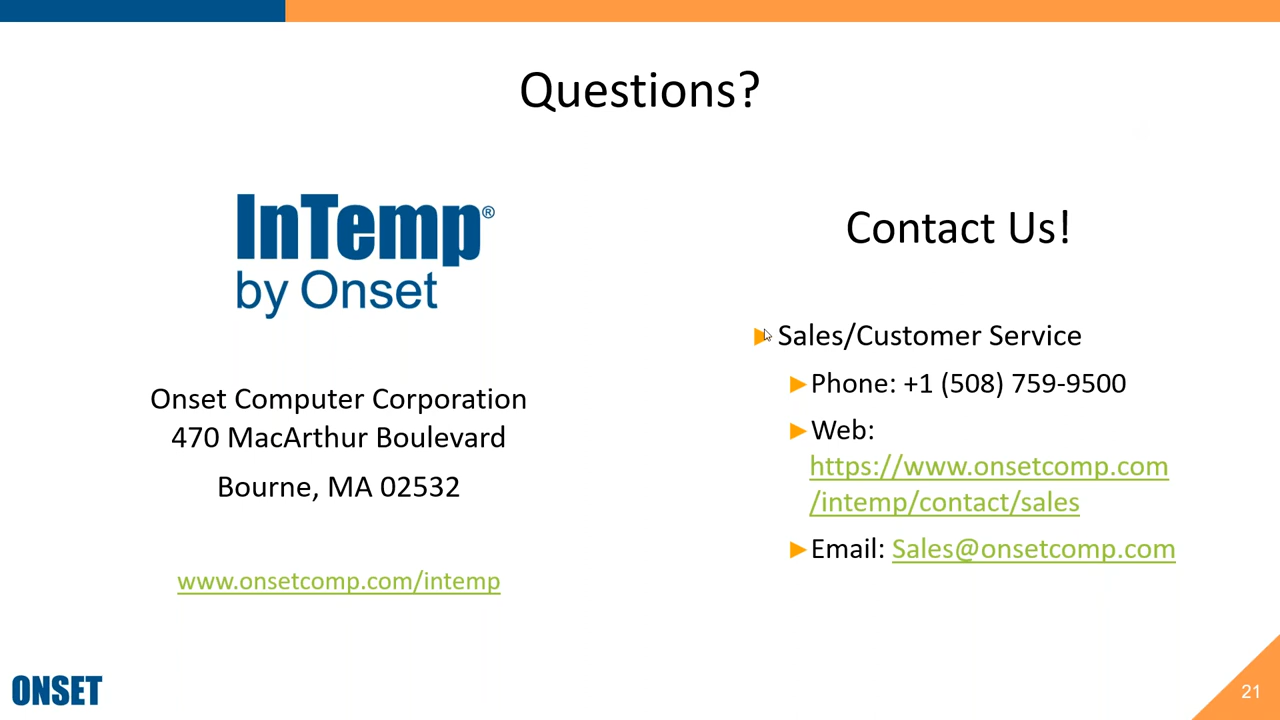 Questions?
InTemp®
by Onset
Onset Computer Corporation
470 MacArthur Boulevard
Bourne, MA 02532
www.onsetcomp.com/intemp
Contact Us!
Sales/Customer Service
Phone: +1 (508) 759-9500
Web:
https://www.onsetcomp.com
/intemp/contact/sales
Email: Sales@onsetcomp.com
ONSET
21